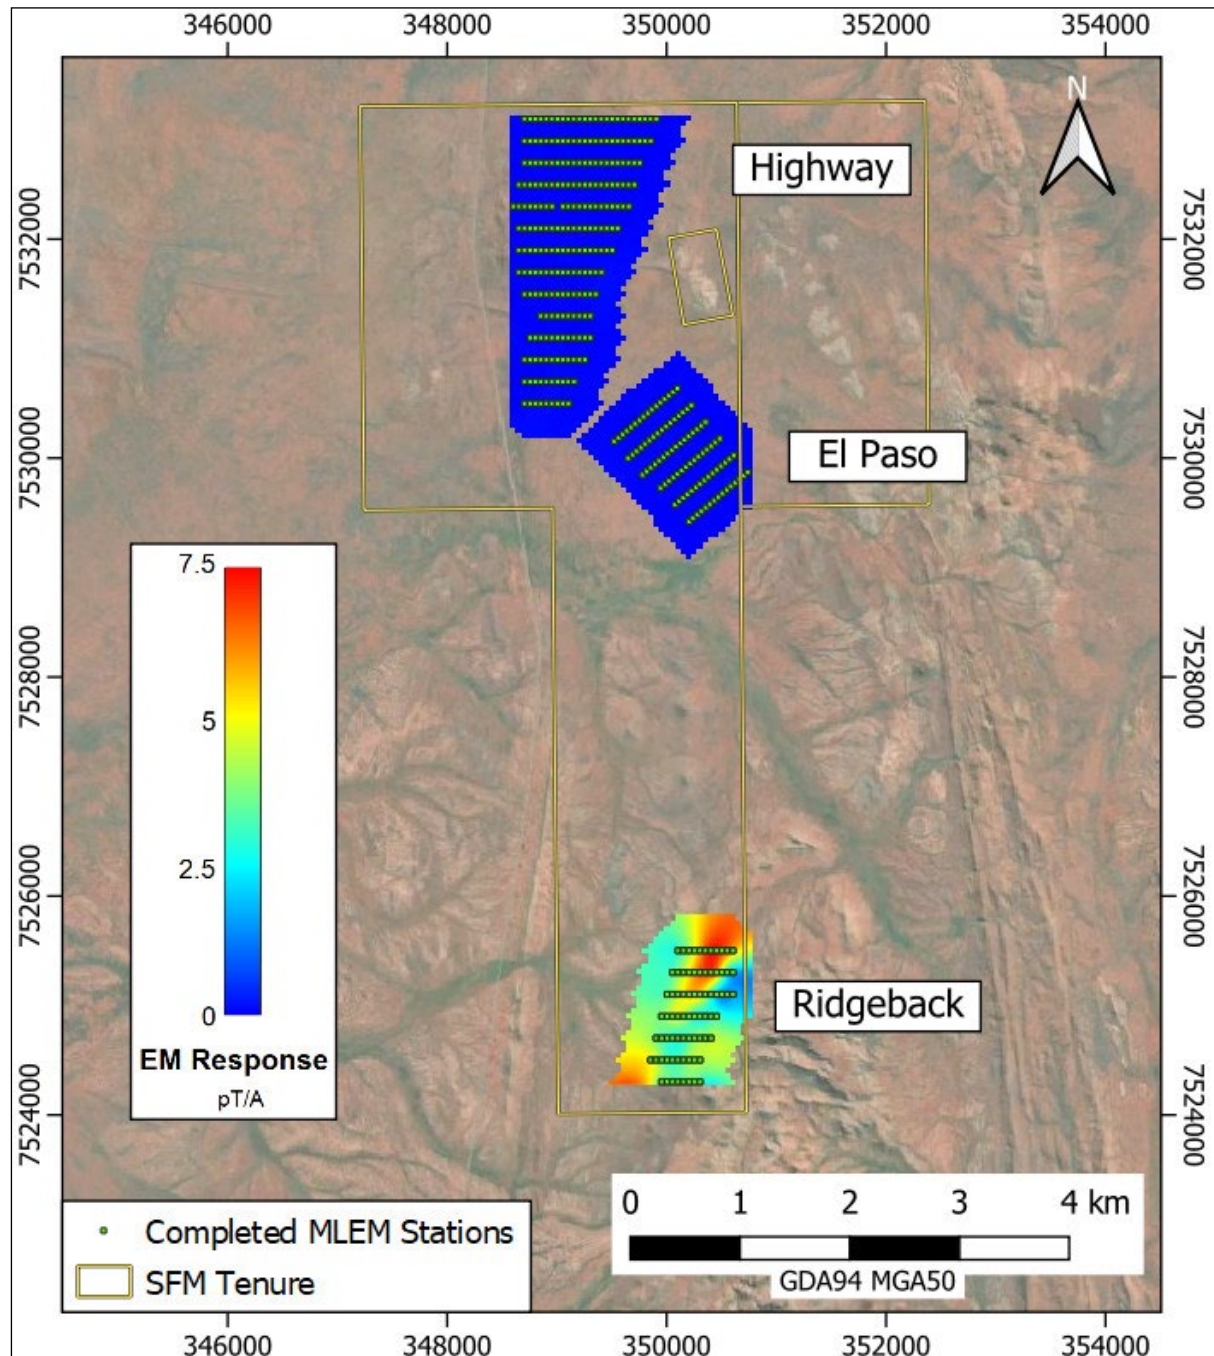 346000 348000 350000 352000 354000
N
Highway
7532000 7532000
El Paso
7530000 7530000
7.5
5
2.5
0
EM Response
pT/A
7528000 7528000
7526000 7526000
Ridgeback
7524000 7524000
0 1 2 3 4 km
GDA94 MGA50
Completed MLEM Stations
SFM Tenure
346000 348000 350000 352000 354000